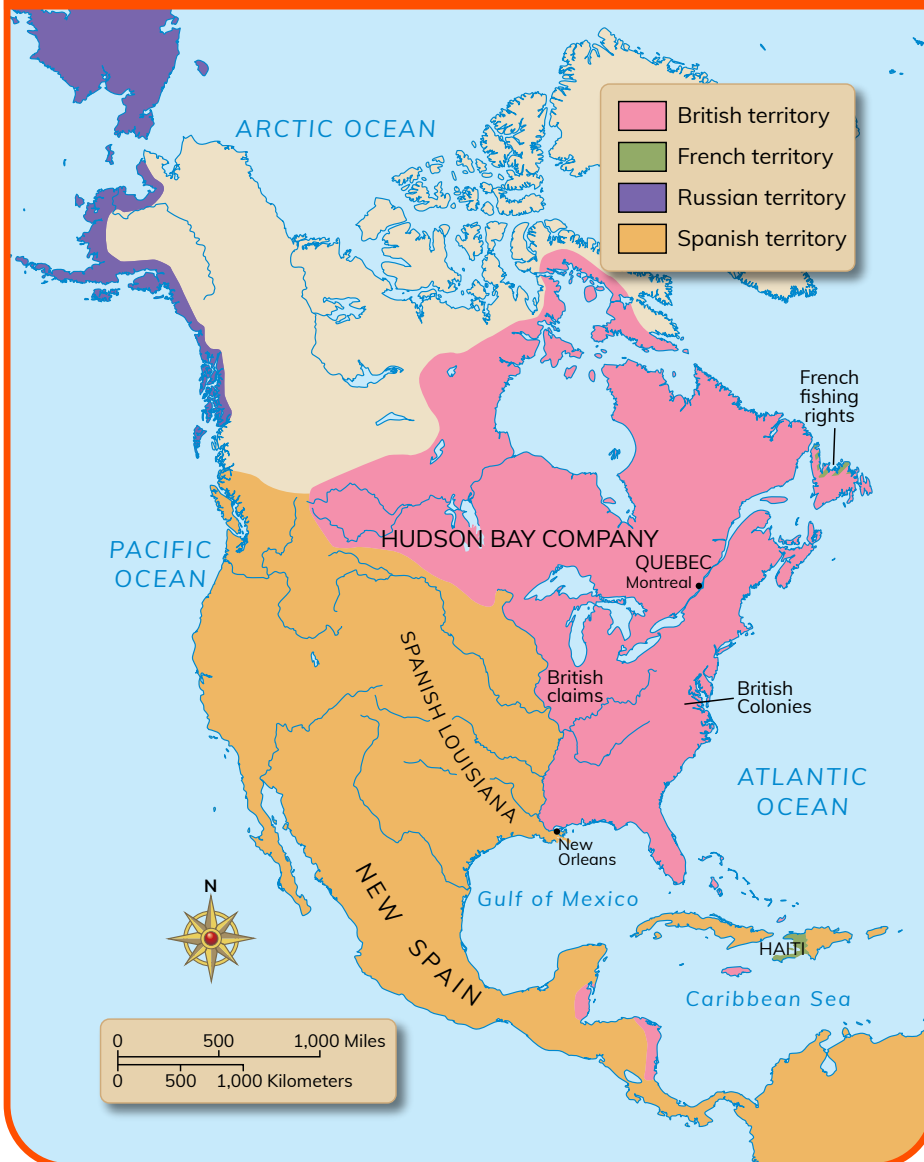 ARCTIC OCEAN
British territory
French territory
Russian territory
Spanish territory
French
fishing
rights
PACIFIC
OCEAN
HUDSON BAY COMPANY
QUEBEC
Montreal
SPANISH LOUISIANA
British
claims
British
Colonies
ATLANTIC
OCEAN
New
Orleans
Gulf of Mexico
NEW SPAIN
HAITI
Caribbean Sea
N
0 500 1,000 Miles
0 500 1,000 Kilometers